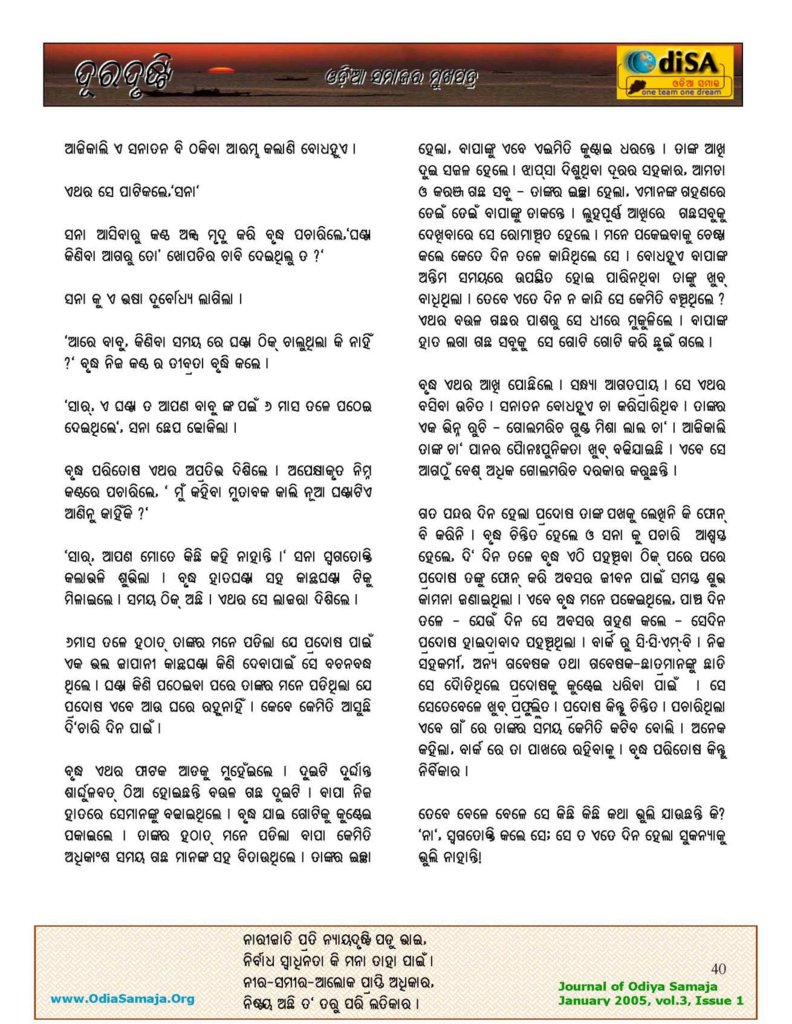 ଦୂରଦୃଷ୍ଟି
ଓଡ଼ିଆ ସମାଜର ମୁଖପତ୍ର
OdiSA
ଓଡିଆ ସମାଜ
one team one dream
ଆଜିକାଲି ଏ ସନାତନ ବି ଠକିବା ଆରମ୍ଭ କଲାଣି ବୋଧହୁଏ ।
ଏଥର ସେ ପାଟିକଲେ,‘ସନା‘
ସନା ଆସିବାରୁ କଣ୍ଠ ଅଳ୍ପ ମୃଦୁ କରି ବୃଦ୍ଧ ପଚାରିଲେ,‘ଘଣ୍ଟା
କିଣିବା ଆଗରୁ ତୋ’ ଖୋପଡିର ଚାବି ଦେଇଥିଲୁ ତ ?‘
ସନା କୁ ଏ ଭାଷା ଦୁର୍ବୋଧ୍ୟ ଲାଗିଲା ।
‘ଆରେ ବାବୁ, କିଣିବା ସମୟ ରେ ଘଣ୍ଟା ଠିକ୍ ଚାଲୁଥିଲା କି ନାହିଁ
?‘ ବୃଦ୍ଧ ନିଜ କଣ୍ଠ ର ତୀବ୍ରତା ବୃଦ୍ଧି କଲେ ।
‘ସାର୍, ଏ ଘଣ୍ଟା ତ ଆପଣ ବାବୁ ଙ୍କ ପାଇଁ ୬ ମାସ ତଳେ ପଠେଇ
ଦେଇଥିଲେ‘, ସନା ଛେପ ଢୋକିଲା ।
ବୃଦ୍ଧ ପରିତୋଷ ଏଥର ଅପ୍ରତିଭ ଦିଶିଲେ । ଅପେକ୍ଷାକୃତ ନିମ୍ନ
କଣ୍ଠରେ ପଚାରିଲେ, ‘ ମୁଁ କହିବା ମୁତାବକ କାଲି ନୂଆ ଘଣ୍ଟାଟିଏ
ଆଣିନୁ କାହିଁକି ?‘
‘ସାର୍, ଆପଣ ମୋତେ କିଛି କହି ନାହାନ୍ତି ।‘ ସନା ସ୍ୱଗତୋକ୍ତି
କଲାଭଳି ଶୁଭିଲା । ବୃଦ୍ଧ ହାତଘଣ୍ଟା ସହ କାନ୍ଥଘଣ୍ଟା ଟିକୁ
ମିଳାଇଲେ । ସମୟ ଠିକ୍ ଅଛି । ଏଥର ସେ ଲାଜରା ଦିଶିଲେ ।
୬ମାସ ତଳେ ହଠାତ୍ ତାଙ୍କର ମନେ ପଡିଲା ଯେ ପ୍ରଦୋଷ ପାଇଁ
ଏକ ଭଲ ଜାପାନୀ କାନ୍ଥଘଣ୍ଟା କିଣି ଦେବାପାଇଁ ସେ ବଚନବଦ୍ଧ
ଥିଲେ । ଘଣ୍ଟା କିଣି ପଠେଇବା ପରେ ତାଙ୍କର ମନେ ପଡିଥିଲା ଯେ
ପ୍ରଦୋଷ ଏବେ ଆଉ ଘରେ ରହୁନାହିଁ । କେବେ କେମିତି ଆସୁଛି
ଦି‘ଚାରି ଦିନ ପାଇଁ ।
ବୃଦ୍ଧ ଏଥର ଫାଟକ ଆଡକୁ ମୁହେଁଇଲେ । ଦୁଇଟି ଦୁର୍ଦ୍ଦାନ୍ତ
ଶାର୍ଦ୍ଦୁଳବତ୍ ଠିଆ ହୋଇଛନ୍ତି ବଉଳ ଗଛ ଦୁଇଟି । ବାପା ନିଜ
ହାତରେ ସେମାନଙ୍କୁ ବଢାଇଥିଲେ । ବୃଦ୍ଧ ଯାଇ ଗୋଟିକୁ କୁଣ୍ଢେଇ
ପକାଇଲେ । ତାଙ୍କର ହଠାତ୍ ମନେ ପଡିଲା ବାପା କେମିତି
ଅଧିକାଂଶ ସମୟ ଗଛ ମାନଙ୍କ ସହ ବିତାଉଥିଲେ । ତାଙ୍କର ଇଚ୍ଛା
ହେଲା, ବାପାଙ୍କୁ ଏବେ ଏଇମିତି କୁଣ୍ଢାଇ ଧରନ୍ତେ । ତାଙ୍କ ଆଖି
ଦୁଇ ସଜଳ ହେଲେ । ଝାପ୍ସା ଦିଶୁଥିବା ଦୂରର ସହକାର, ଆମଡା
ଓ କରଞ୍ଜ ଗଛ ସବୁ – ତାଙ୍କର ଇଚ୍ଛା ହେଲା, ଏମାନଙ୍କ ଗହଣରେ
ଡେଇଁ ଡେଇଁ ବାପାଙ୍କୁ ଡାକନ୍ତେ । ଲୁହପୂର୍ଣ୍ଣ ଆଖିରେ ଗଛସବୁକୁ
ଦେଖିବାରେ ସେ ରୋମାଞ୍ଚିତ ହେଲେ । ମନେ ପକେଇବାକୁ ଚେଷ୍ଟା
କଲେ କେତେ ଦିନ ତଳେ କାନ୍ଦିଥିଲେ ସେ । ବୋଧହୁଏ ବାପାଙ୍କ
ଅନ୍ତିମ ସମୟରେ ଉପସ୍ଥିତ ହୋଇ ପାରିନଥିବା ତାଙ୍କୁ ଖୁବ୍
ବାଧିଥିଲା । ତେବେ ଏତେ ଦିନ ନ କାନ୍ଦି ସେ କେମିତି ବଞ୍ଚିଥିଲେ ?
ଏଥର ବଉଳ ଗଛର ପାଶରୁ ସେ ଧୀରେ ମୁକୁଳିଲେ । ବାପାଙ୍କ
ହାତ ଲଗା ଗଛ ସବୁକୁ ସେ ଗୋଟି ଗୋଟି କରି ଛୁଇଁ ଗଲେ ।
ବୃଦ୍ଧ ଏଥର ଆଖି ପୋଛିଲେ । ସନ୍ଧ୍ୟା ଆଗତପ୍ରାୟ । ସେ ଏଥର
ବସିବା ଉଚିତ । ସନାତନ ବୋଧହୁଏ ଚା କରିସାରିଥିବ । ତାଙ୍କର
ଏକ ଭିନ୍ନ ରୁଚି – ଗୋଲମରିଚ ଗୁଣ୍ଡ ମିଶା ଲାଲ ଚା‘ । ଆଜିକାଲି
ତାଙ୍କ ଚା‘ ପାନର ପୌନଃପୁନିକତା ଖୁବ୍ ବଢିଯାଇଛି । ଏବେ ସେ
ଆଗଠୁଁ ବେଶ୍ ଅଧିକ ଗୋଲମରିଚ ଦରକାର କରୁଛନ୍ତି ।
ଗତ ପନ୍ଦର ଦିନ ହେଲା ପ୍ରଦୋଷ ତାଙ୍କ ପଖକୁ ଲେଖିନି କି ଫୋନ୍
ବି କରିନି । ବୃଦ୍ଧ ଚିନ୍ତିତ ହେଲେ ଓ ସନା କୁ ପଚାରି ଆଶ୍ୱସ୍ତ
ହେଲେ, ଦି‘ ଦିନ ତଳେ ବୃଦ୍ଧ ଏଠି ପହଞ୍ଚିବା ଠିକ୍ ପରେ ପରେ
ପ୍ରଦୋଷ ତଙ୍କୁ ଫୋନ୍ କରି ଅବସର ଜୀବନ ପାଇଁ ସମସ୍ତ ଶୁଭ
କାମନା ଜଣାଇଥିଲା । ଏବେ ବୃଦ୍ଧ ମନେ ପକେଇଥିଲେ, ପାଞ୍ଚ ଦିନ
ତଳେ – ଯେଉଁ ଦିନ ସେ ଅବସର ଗ୍ରହଣ କଲେ – ସେଦିନ
ପ୍ରଦୋଷ ହାଇଦ୍ରାବାଦ ପହଞ୍ଚିଥିଲା । ବାର୍କ ରୁ ସି·ସି·ଏମ୍·ବି । ନିଜ
ସହକର୍ମୀ, ଅନ୍ୟ ଗବେଷକ ତଥା ଗବେଷକ–ଛାତ୍ରମାନଙ୍କୁ ଛାଡି
ସେ ଦୌଡିଥିଲେ ପ୍ରଦୋଷକୁ କୁଣ୍ଢେଇ ଧରିବା ପାଇଁ । ସେ
ସେତେବେଳେ ଖୁବ୍ ପ୍ରଫୁଲ୍ଲିତ । ପ୍ରଦୋଷ କିନ୍ତୁ ଚିନ୍ତିତ । ପଚାରିଥିଲା
ଏବେ ଗାଁ ରେ ତାଙ୍କର ସମୟ କେମିତି କଟିବ ବୋଲି । ଅନେକ
କହିଲା, ବାର୍କ ରେ ତା ପାଖରେ ରହିବାକୁ । ବୃଦ୍ଧ ପରିତୋଷ କିନ୍ତୁ
ନିର୍ବିକାର ।
ତେବେ ବେଳେ ବେଳେ ସେ କିଛି କିଛି କଥା ଭୁଲି ଯାଉଛନ୍ତି କି?
‘ନା‘, ସ୍ୱଗତୋକ୍ତି କଲେ ସେ; ସେ ତ ଏତେ ଦିନ ହେଲା ସୁକନ୍ୟାକୁ
ଭୁଲି ନାହାନ୍ତି!
ନାରୀଜାତି ପ୍ରତି ନ୍ୟାୟଦୃଷ୍ଟି ପଡୁ ଭାଇ,
ନିର୍ବାଧ ସ୍ୱାଧିନତା କି ମନା ତାହା ପାଇଁ ।
ନୀର-ସମୀର-ଆଲୋକ ପ୍ରାପ୍ତି ଅଧିକାର,
ନିଶ୍ଚୟ ଅଛି ତ‘ ତରୁ ପରି ଲତିକାର ।
www.OdiaSamaja.Org
40
Journal of Odiya Samaja
January 2005, vol.3, Issue 1